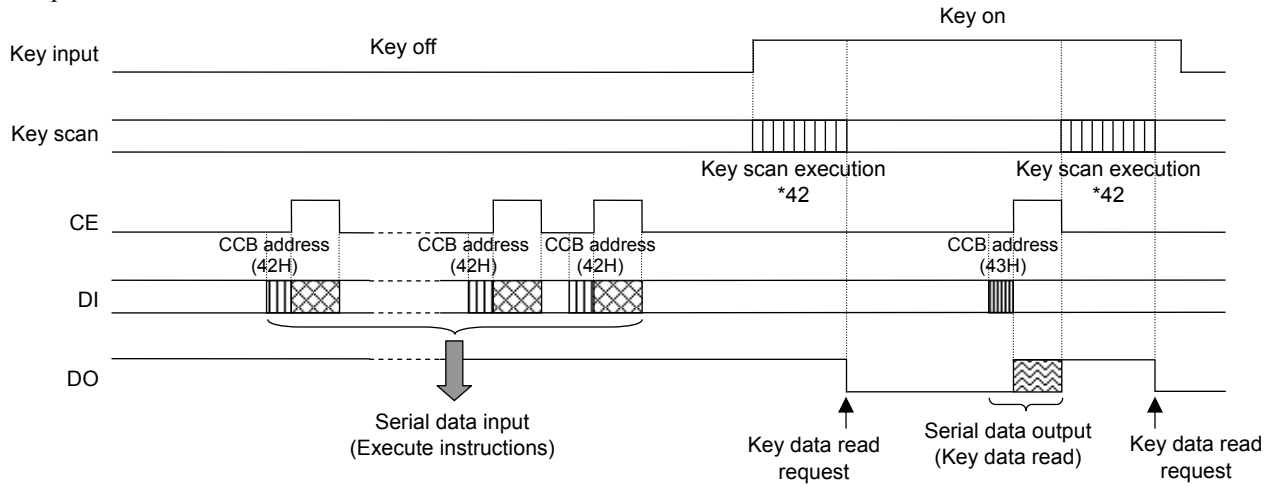 Key on
Key input
Key off
Key scan
Key scan execution
*42
Key scan execution
*42
CE
CCB address
(42H)
CCB address
(42H)
CCB address
(42H)
CCB address
(43H)
DI
DO
Serial data input
(Execute instructions)
Key data read
request
Serial data output
(Key data read)
Key data read
request